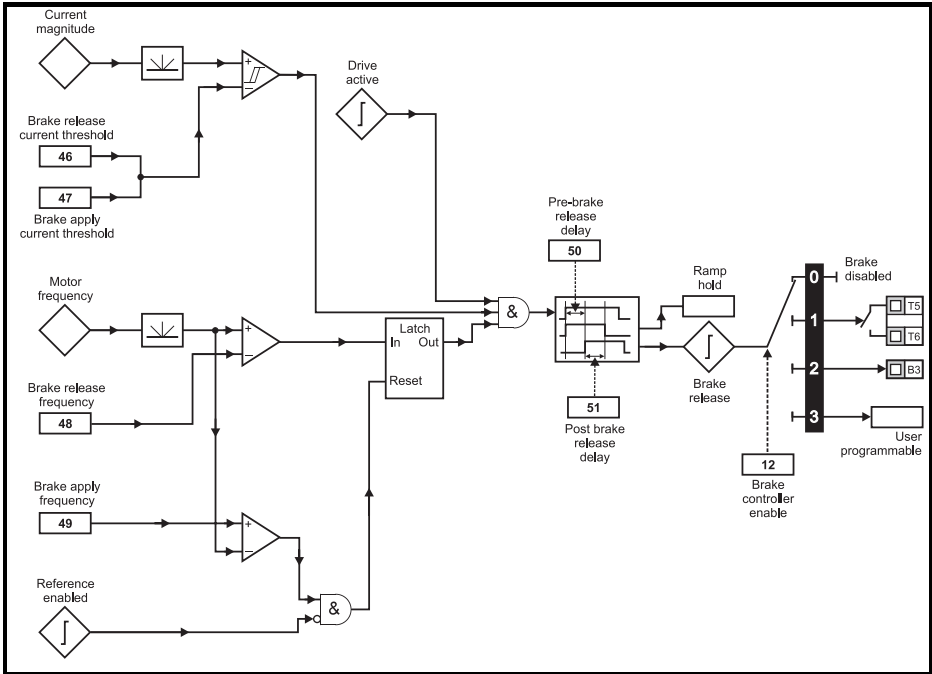 Current
magnitude
+
−
Drive
active
Brake release
current threshold
46
47
Brake apply
current threshold
Pre-brake
release
delay
50
Ramp
hold
0
Brake
disabled
Motor
frequency
+
−
Latch
In Out
Reset
&
1
T5
T6
Brake
release
2
B3
Brake release
frequency
48
51
Post brake
release
delay
3
User
programmable
12
Brake
controller
enable
Brake apply
frequency
49
+
−
Reference
enabled
&